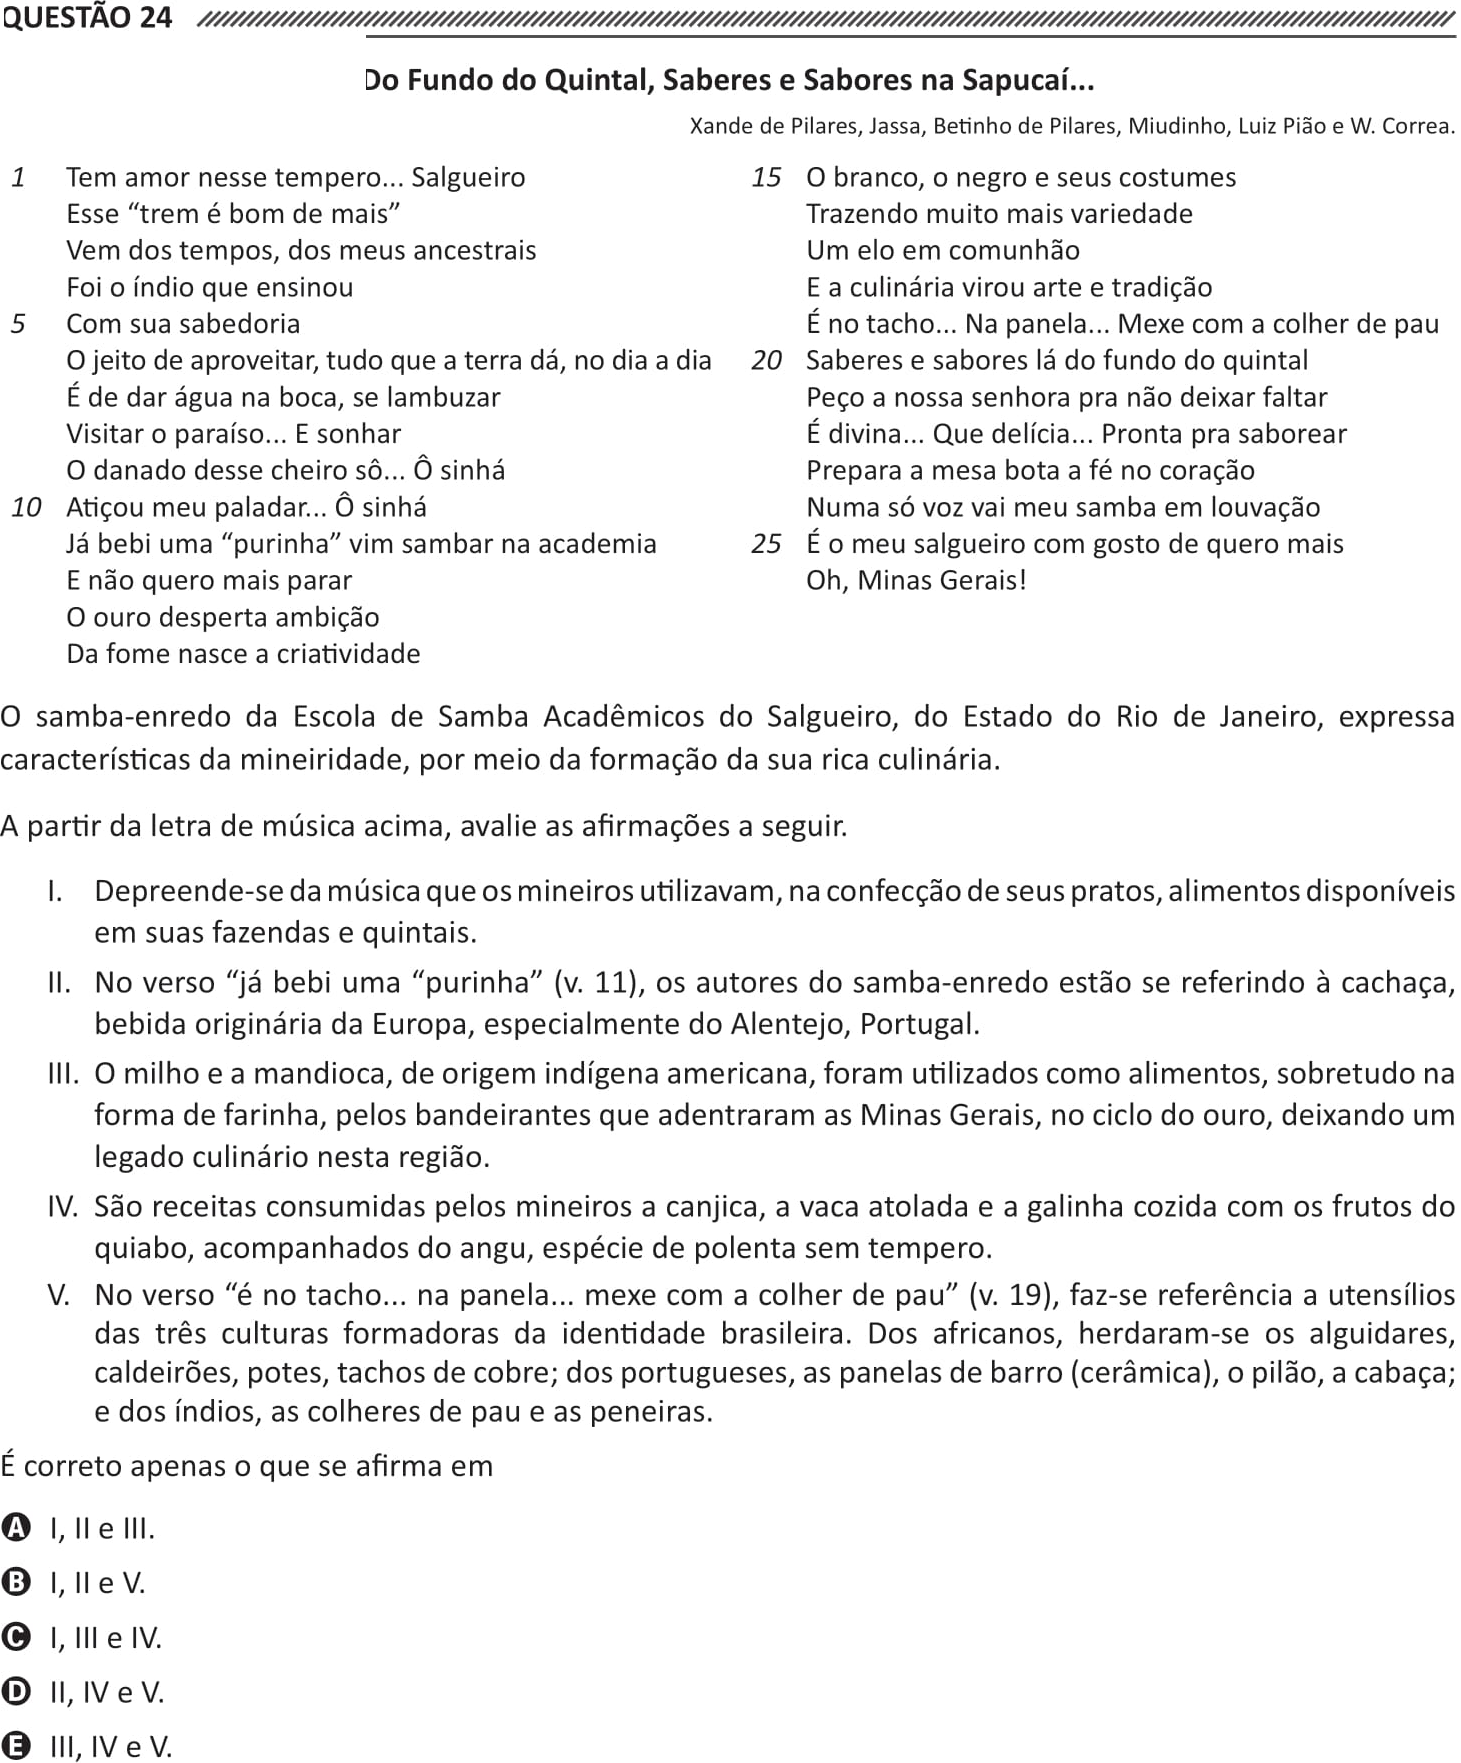 QUESTÃO 24
Do Fundo do Quintal, Saberes e Sabores na Sapucaí...
Xande de Pilares, Jassa, Betinho de Pilares, Miudinho, Luiz Pião e W. Correa.
1 Tem amor nesse tempero... Salgueiro
Esse “trem é bom de mais”
Vem dos tempos, dos meus ancestrais
Foi o índio que ensinou
5 Com sua sabedoria
O jeito de aproveitar, tudo que a terra dá, no dia a dia
É de dar água na boca, se lambuzar
Visitar o paraíso... E sonhar
O danado desse cheiro sô... Ô sinhá
10 Atiçou meu paladar... Ô sinhá
Já bebi uma “purinha” vim sambar na academia
E não quero mais parar
O ouro desperta ambição
Da fome nasce a criatividade
15 O branco, o negro e seus costumes
Trazendo muito mais variedade
Um elo em comunhão
E a culinária virou arte e tradição
É no tacho... Na panela... Mexe com a colher de pau
20 Saberes e sabores lá do fundo do quintal
Peço a nossa senhora pra não deixar faltar
É divina... Que delícia... Pronta pra saborear
Prepara a mesa bota a fé no coração
Numa só voz vai meu samba em louvação
25 É o meu salgueiro com gosto de quero mais
Oh, Minas Gerais!
O samba-enredo da Escola de Samba Acadêmicos do Salgueiro, do Estado do Rio de Janeiro, expressa
características da mineiridade, por meio da formação da sua rica culinária.
A partir da letra de música acima, avalie as afirmações a seguir.
I. Depreende-se da música que os mineiros utilizavam, na confecção de seus pratos, alimentos disponíveis
em suas fazendas e quintais.
II. No verso “já bebi uma “purinha” (v. 11), os autores do samba-enredo estão se referindo à cachaça,
bebida originária da Europa, especialmente do Alentejo, Portugal.
III. O milho e a mandioca, de origem indígena americana, foram utilizados como alimentos, sobretudo na
forma de farinha, pelos bandeirantes que adentraram as Minas Gerais, no ciclo do ouro, deixando um
legado culinário nesta região.
IV. São receitas consumidas pelos mineiros a canjica, a vaca atolada e a galinha cozida com os frutos do
quiabo, acompanhados do angu, espécie de polenta sem tempero.
V. No verso “é no tacho... na panela... mexe com a colher de pau” (v. 19), faz-se referência a utensílios
das três culturas formadoras da identidade brasileira. Dos africanos, herdaram-se os alguidares,
caldeirões, potes, tachos de cobre; dos portugueses, as panelas de barro (cerâmica), o pilão, a cabaça;
e dos índios, as colheres de pau e as peneiras.
É correto apenas o que se afirma em
A I, II e III.
B I, II e V.
C I, III e IV.
D II, IV e V.
E III, IV e V.